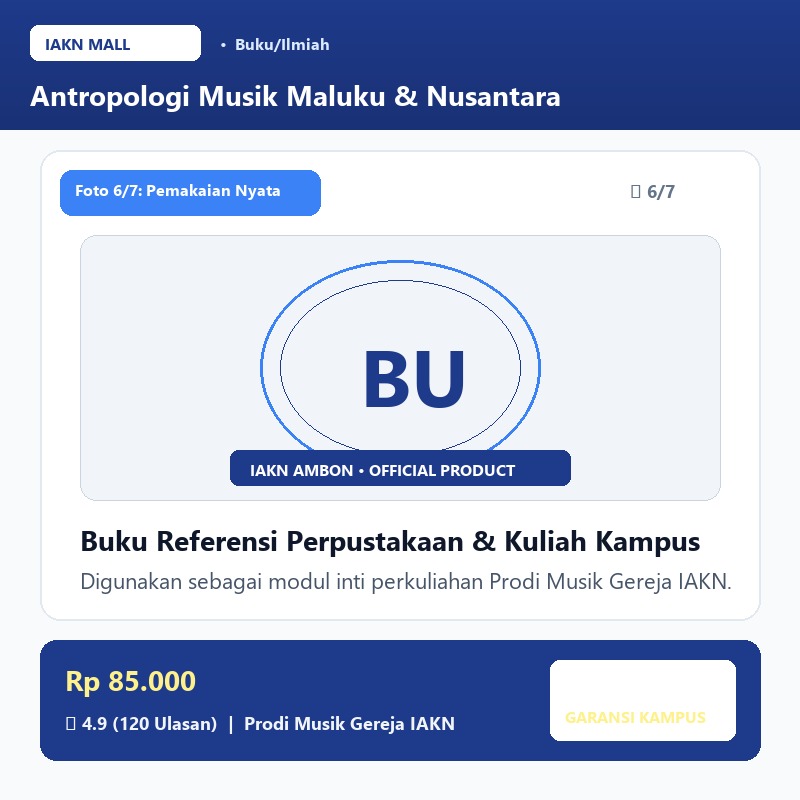 IAKN MALL
• Buku/Ilmiah
Antropologi Musik Maluku & Nusantara
Foto 6/7: Pemakaian Nyata
6/7
BU
IAKN AMBON • OFFICIAL PRODUCT
Buku Referensi Perpustakaan & Kuliah Kampus
Digunakan sebagai modul inti perkuliahan Prodi Musik Gereja IAKN.
Rp 85.000
4.9 (120 Ulasan) | Prodi Musik Gereja IAKN
GARANSI KAMPUS